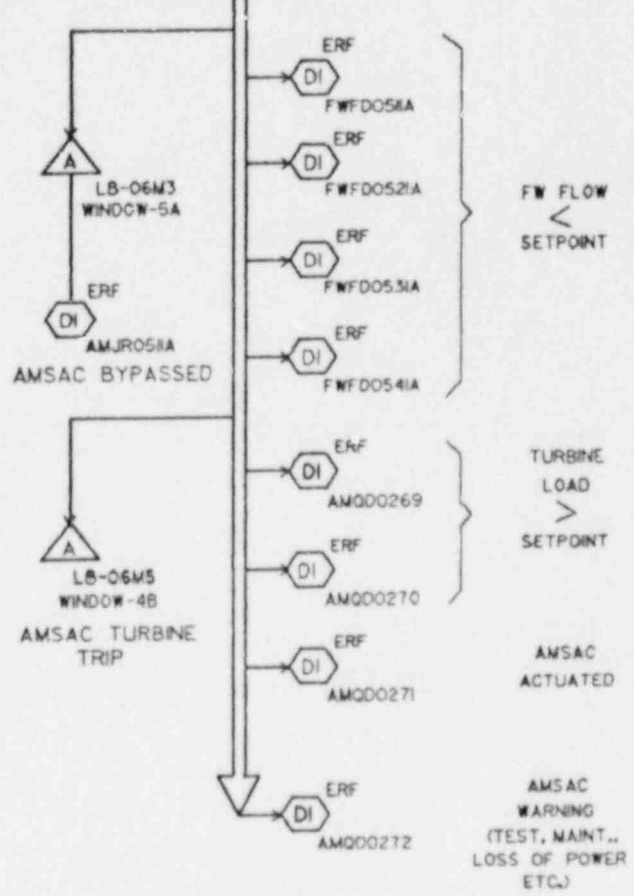 ERF
DI
FWFD0511A
A
LB-06M3
WINDOW-5A
ERF
DI
FWFD0521A
FW FLOW
<
SETPOINT
ERF
DI
FWFD0531A
ERF
DI
AMJR0511A
AMSAC BYPASSED
ERF
DI
FWFD0541A
ERF
DI
AMQD0269
TURBINE
LOAD
>
SETPOINT
A
LB-06M5
WINDOW-4B
AMSAC TURBINE
TRIP
ERF
DI
AMQD0270
ERF
DI
AMQD0271
AMSAC
ACTUATED
ERF
DI
AMQD0272
AMSAC
WARNING
(TEST, MAINT.,
LOSS OF POWER
ETC.)